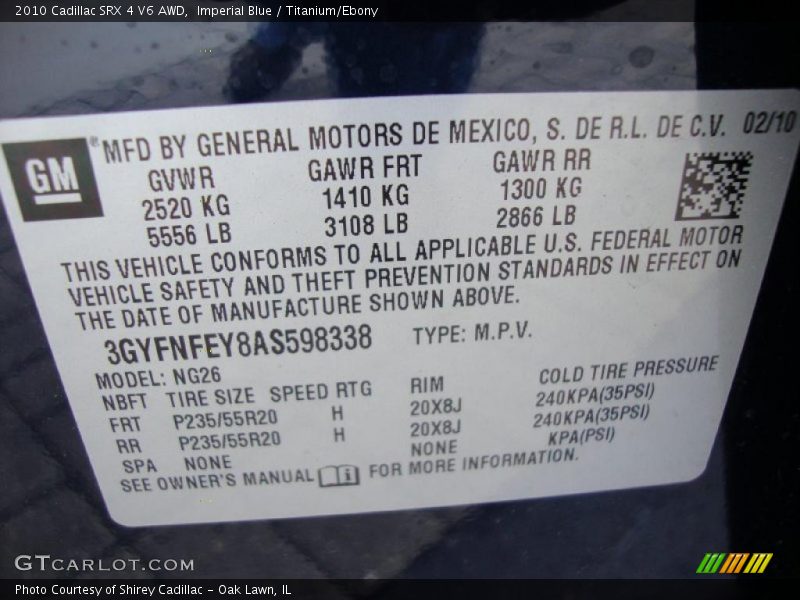 2010 Cadillac SRX 4 V6 AWD,  Imperial Blue / Titanium/Ebony
GM
® MFD BY GENERAL MOTORS DE MEXICO, S. DE R.L. DE C.V. 02/10
GVWR GAWR FRT GAWR RR
2520 KG 1410 KG 1300 KG
5556 LB 3108 LB 2866 LB
THIS VEHICLE CONFORMS TO ALL APPLICABLE U.S. FEDERAL MOTOR
VEHICLE SAFETY AND THEFT PREVENTION STANDARDS IN EFFECT ON
THE DATE OF MANUFACTURE SHOWN ABOVE.
3GYFNFEY8AS598338 TYPE: M.P.V.
MODEL: NG26
NBFT TIRE SIZE SPEED RTG RIM COLD TIRE PRESSURE
FRT P235/55R20 H 20X8J 240KPA(35PSI)
RR P235/55R20 H 20X8J 240KPA(35PSI)
SPA NONE NONE KPA(PSI)
SEE OWNER'S MANUAL i FOR MORE INFORMATION.
GTCARLOT.COM
Photo Courtesy of Shirey Cadillac - Oak Lawn, IL